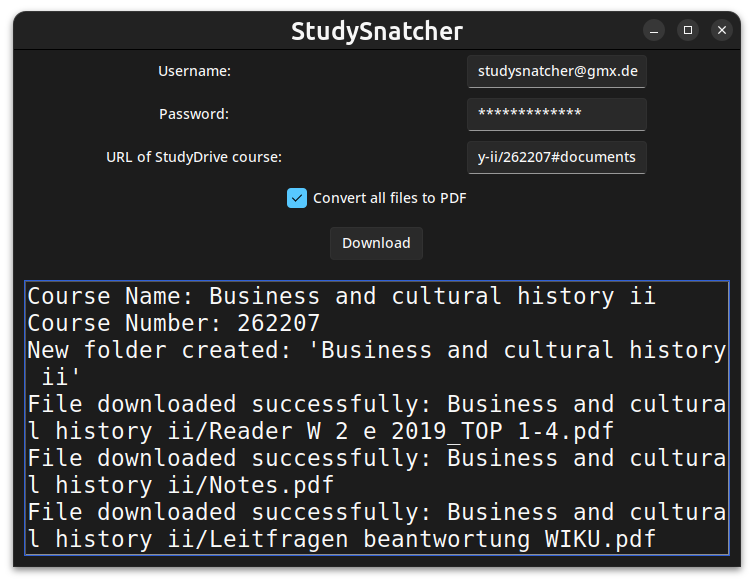 StudySnatcher
Username: studysnatcher@gmx.de
Password: *************
URL of StudyDrive course: y-ii/262207#documents
Convert all files to PDF
Download
Course Name: Business and cultural history ii
Course Number: 262207
New folder created: 'Business and cultural history
ii'
File downloaded successfully: Business and cultura
l history ii/Reader W 2 e 2019_TOP 1-4.pdf
File downloaded successfully: Business and cultura
l history ii/Notes.pdf
File downloaded successfully: Business and cultura
l history ii/Leitfragen beantwortung WIKU.pdf